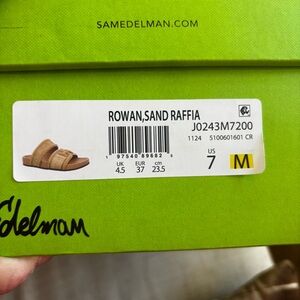 SAMEDELMAN.COM
ROWAN,SAND RAFFIA
J0243M7200
1124 5100601601 CR
UK EUR cm
4.5 37 23.5
US
7 M
Edelman